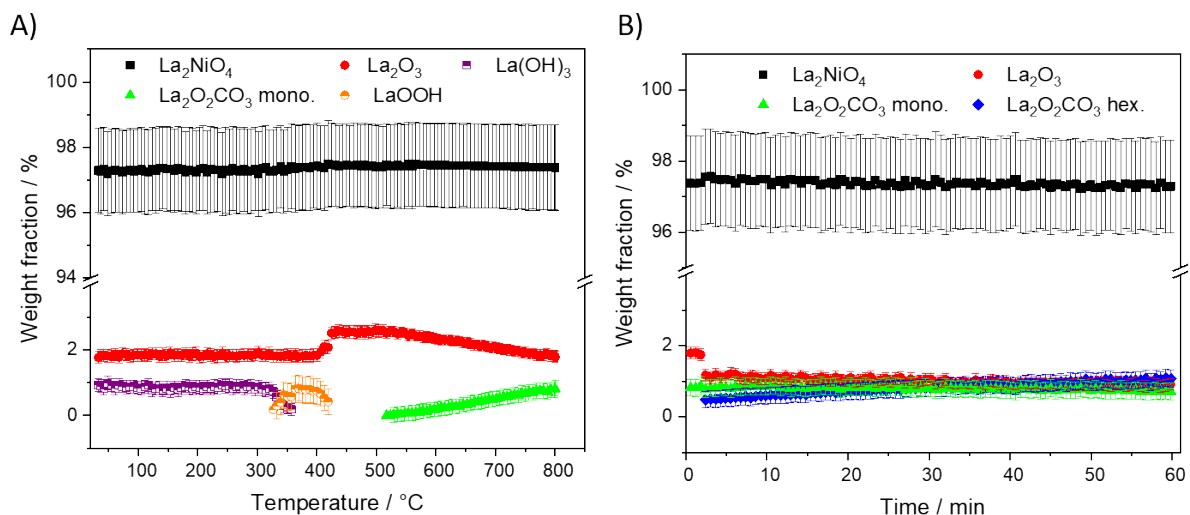 A)
La₂NiO₄ La₂O₃ La(OH)₃
La₂O₂CO₃ mono. LaOOH
Weight fraction / %
100
98
96
94
2
0
100 200 300 400 500 600 700 800
Temperature / °C
B)
La₂NiO₄ La₂O₃
La₂O₂CO₃ mono. La₂O₂CO₃ hex.
Weight fraction / %
100
98
96
2
0
0 10 20 30 40 50 60
Time / min